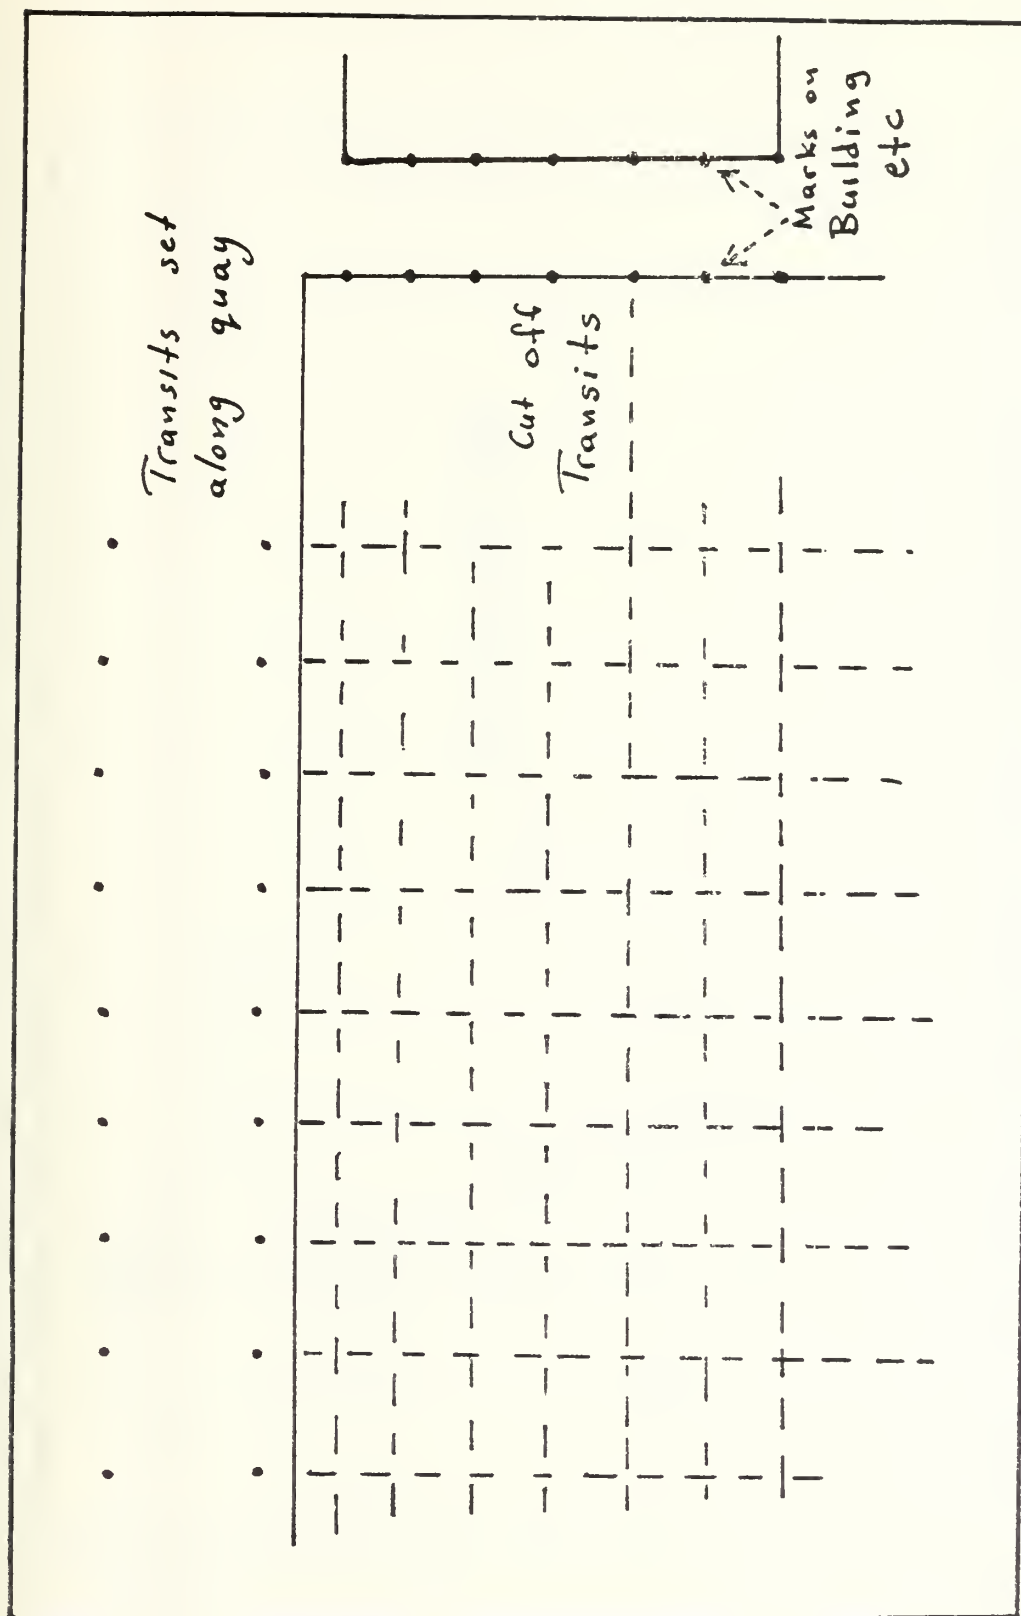 Transits set
along quay
Cut off
Transits
Marks on
Building
etc